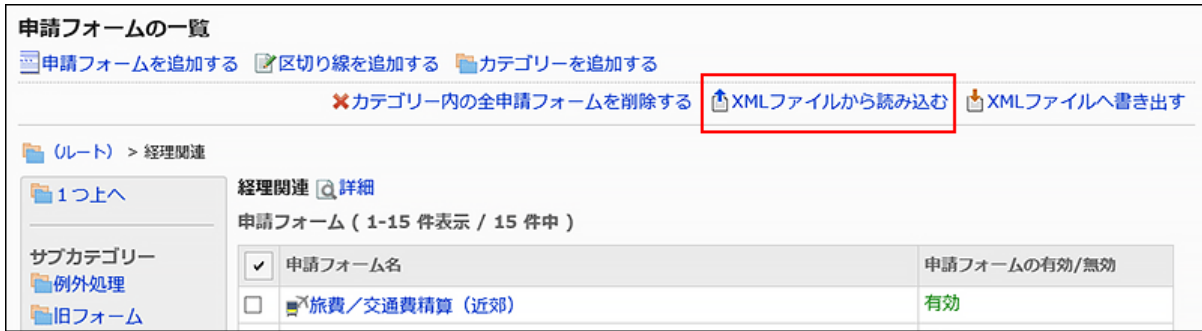 申請フォームの一覧
申請フォームを追加する 区切り線を追加する カテゴリーを追加する
カテゴリー内の全申請フォームを削除する XMLファイルから読み込む XMLファイルへ書き出す
（ルート） > 経理関連
1つ上へ
サブカテゴリー
例外処理
旧フォーム
経理関連 詳細
申請フォーム ( 1-15 件表示 / 15 件中 )
申請フォーム名 申請フォームの有効/無効
旅費／交通費精算（近郊） 有効